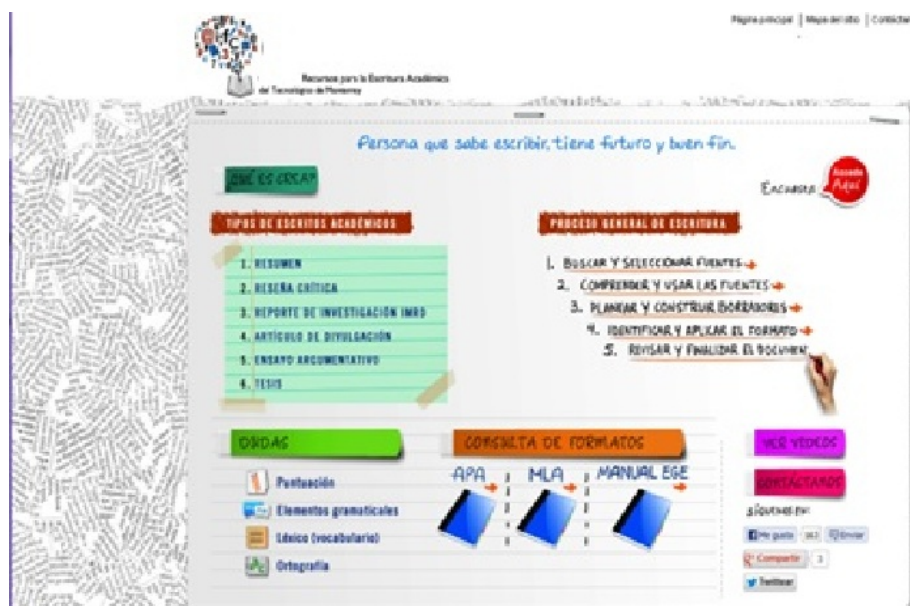 Página principal | Mapa del sitio | Contáctar
Recursos para la Escritura Académica
del Tecnológico de Monterrey
Persona que sabe escribir, tiene futuro y buen fin.
¿QUÉ ES CREA?
Encuesta
Accede
Aquí
TIPOS DE ESCRITOS ACADÉMICOS
1. RESUMEN
2. RESEÑA CRÍTICA
3. REPORTE DE INVESTIGACIÓN IMRD
4. ARTÍCULO DE DIVULGACIÓN
5. ENSAYO ARGUMENTATIVO
6. TESIS
PROCESO GENERAL DE ESCRITURA
1. BUSCAR Y SELECCIONAR FUENTES
2. COMPRENDER Y USAR LAS FUENTES
3. PLANEAR Y CONSTRUIR BORRADORES
4. IDENTIFICAR Y APLICAR EL FORMATO
5. REVISAR Y FINALIZAR EL DOCUMENT
DUDAS
Puntuación
Elementos gramaticales
Léxico (vocabulario)
Ortografía
CONSULTA DE FORMATOS
APA
MLA
MANUAL EGE
VER VIDEOS
CONTÁCTANOS
SÍGUENOS EN:
Me gusta 163 Enviar
Compartir 3
Twittear